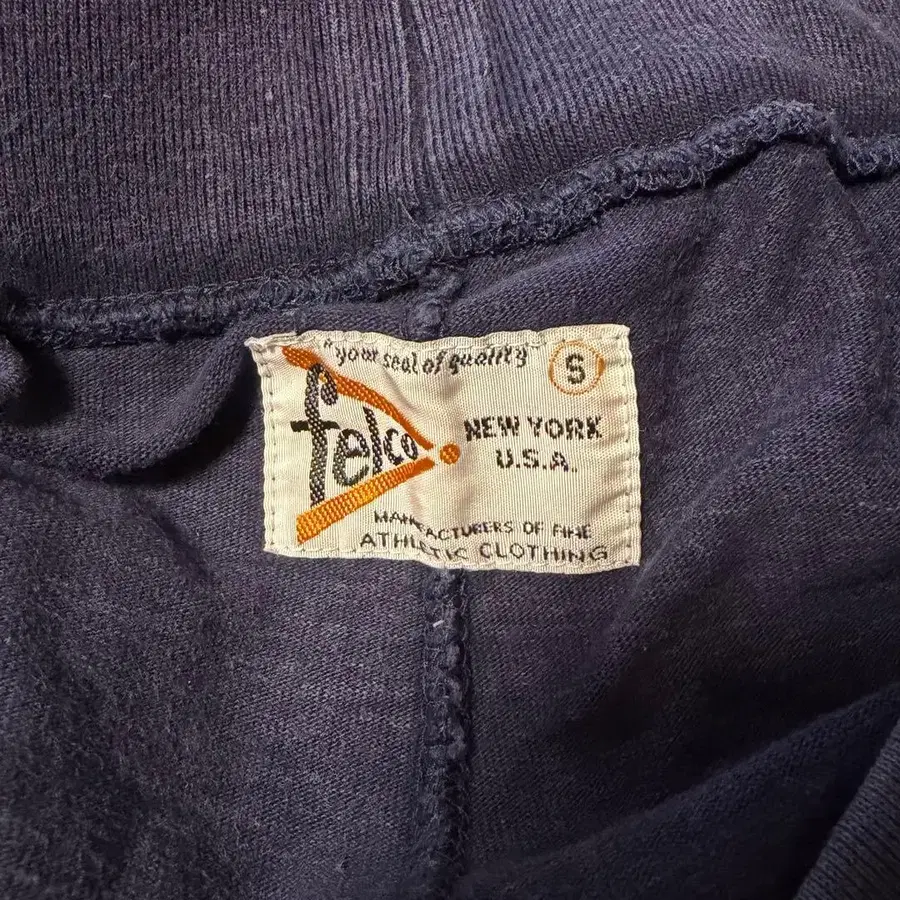 "your seal of quality"
S
felco
NEW YORK
U.S.A.
MANUFACTURERS OF FINE
ATHLETIC CLOTHING